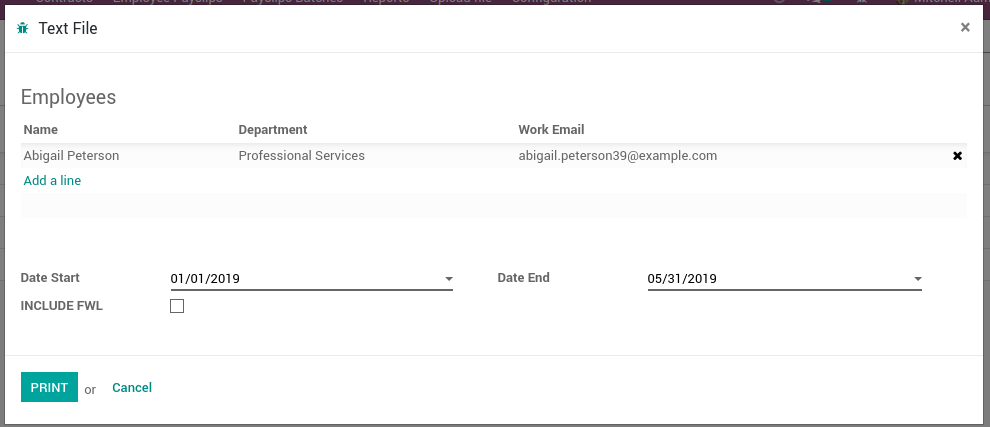 Text File ×
Employees
Name Department Work Email
Abigail Peterson Professional Services abigail.peterson39@example.com
Add a line
Date Start 01/01/2019 Date End 05/31/2019
INCLUDE FWL
PRINT or Cancel